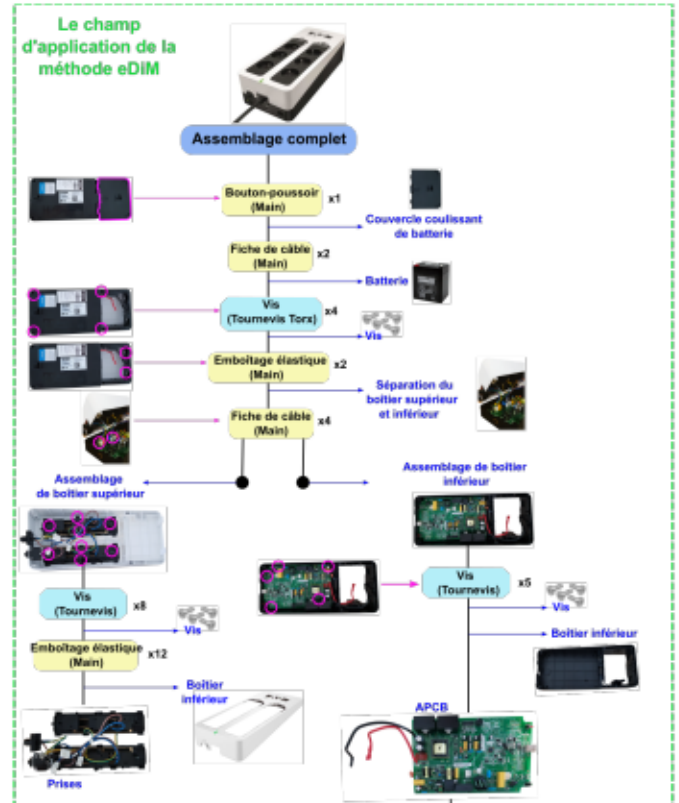 Le champ
d'application de la
méthode eDiM
Assemblage complet
Bouton-poussoir
(Main)
x1
Couvercle coulissant
de batterie
Fiche de câble
(Main)
x2
Batterie
Vis
(Tournevis Torx)
x4
Vis
Emboîtage élastique
(Main)
x2
Séparation du
boîtier supérieur
et inférieur
Fiche de câble
(Main)
x4
Assemblage
de boîtier supérieur
Assemblage de boîtier
inférieur
Vis
(Tournevis)
x8
Vis
Emboîtage élastique
(Main)
x12
Boîtier
inférieur
Prises
Vis
(Tournevis)
x5
Vis
Boîtier inférieur
APCB